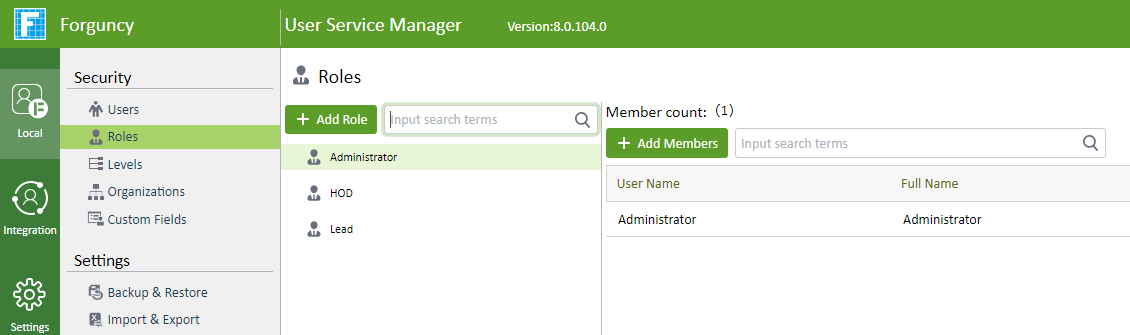 F Forguncy
User Service Manager Version:8.0.104.0
Local
Integration
Settings
Security
Users
Roles
Levels
Organizations
Custom Fields
Settings
Backup & Restore
Import & Export
Roles
+ Add Role Input search terms
Administrator
HOD
Lead
Member count: (1)
+ Add Members Input search terms
User Name Full Name
Administrator Administrator